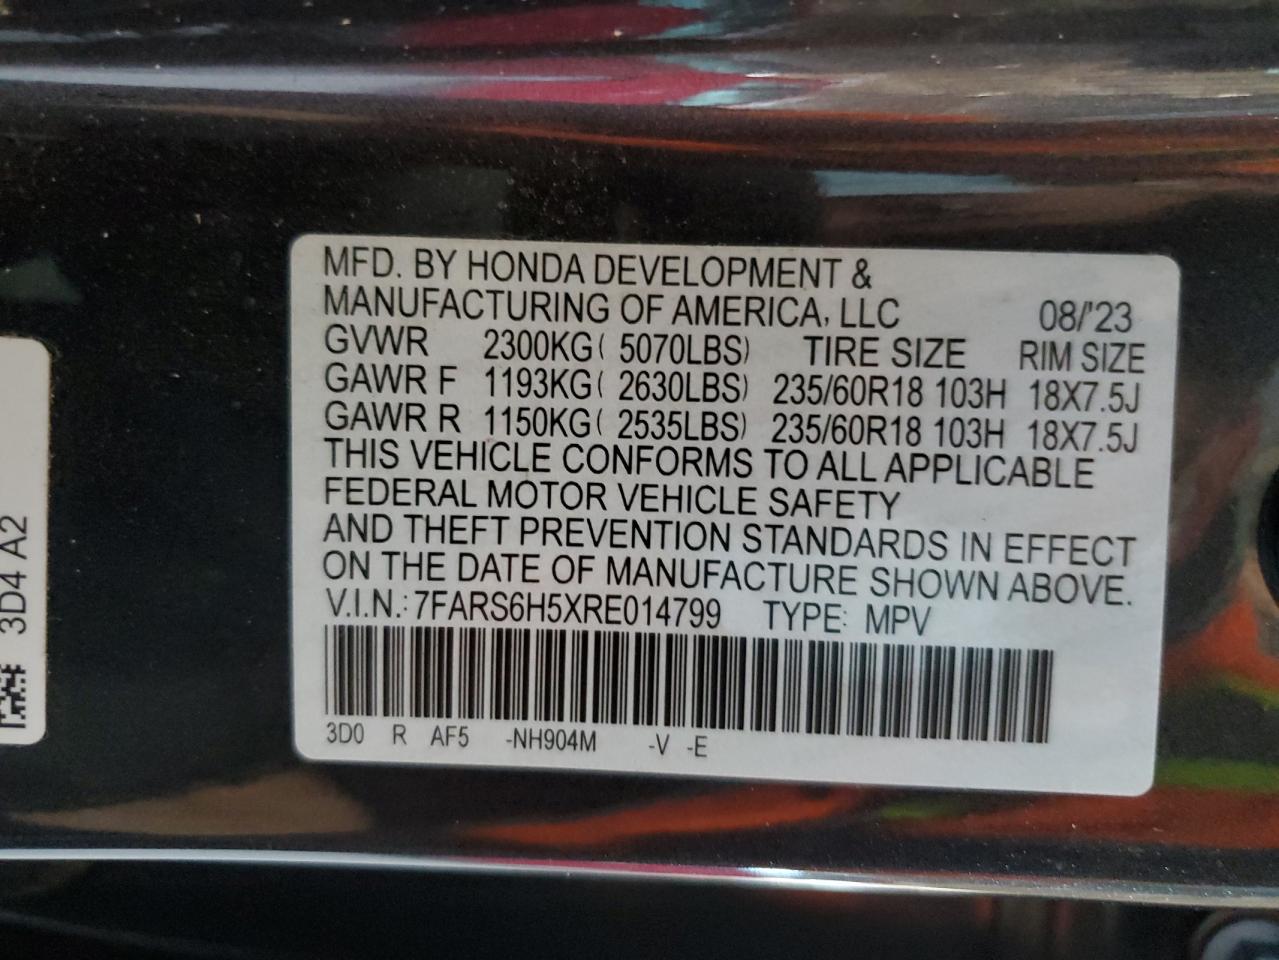 MFD. BY HONDA DEVELOPMENT &
MANUFACTURING OF AMERICA, LLC 08/'23
GVWR 2300KG( 5070LBS) TIRE SIZE RIM SIZE
GAWR F 1193KG( 2630LBS) 235/60R18 103H 18X7.5J
GAWR R 1150KG( 2535LBS) 235/60R18 103H 18X7.5J
THIS VEHICLE CONFORMS TO ALL APPLICABLE
FEDERAL MOTOR VEHICLE SAFETY
AND THEFT PREVENTION STANDARDS IN EFFECT
ON THE DATE OF MANUFACTURE SHOWN ABOVE.
V.I.N.: 7FARS6H5XRE014799 TYPE: MPV
3D0 R AF5 -NH904M -V -E
3D4 A2